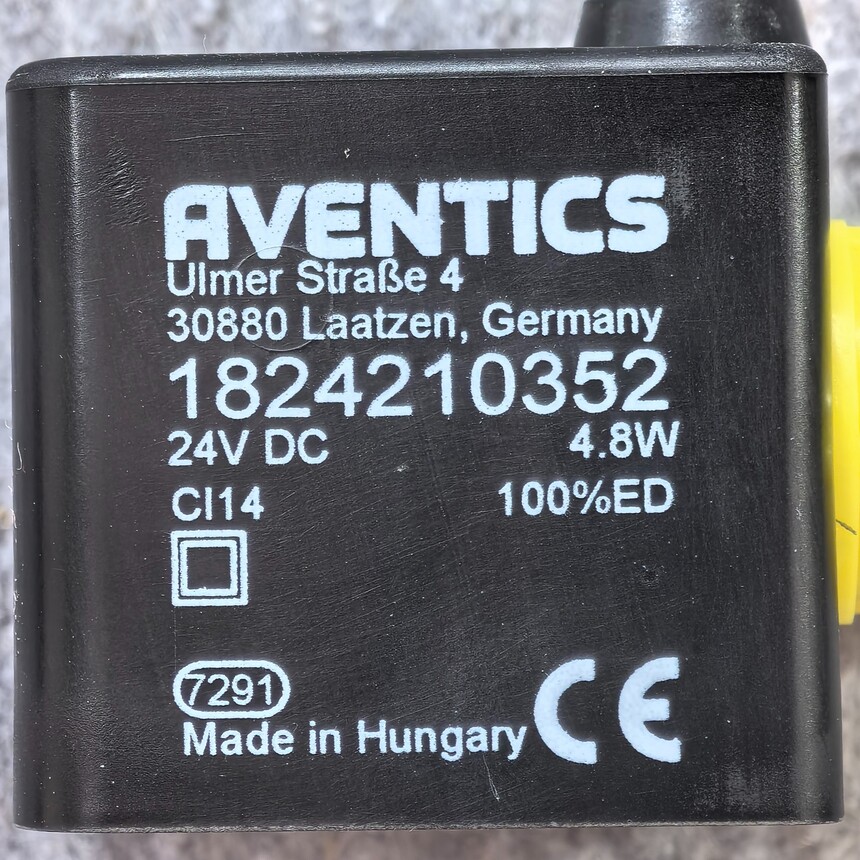 AVENTICS
Ulmer Straße 4
30880 Laatzen, Germany
1824210352
24V DC 4.8W
CI14 100%ED
7291
Made in Hungary CE